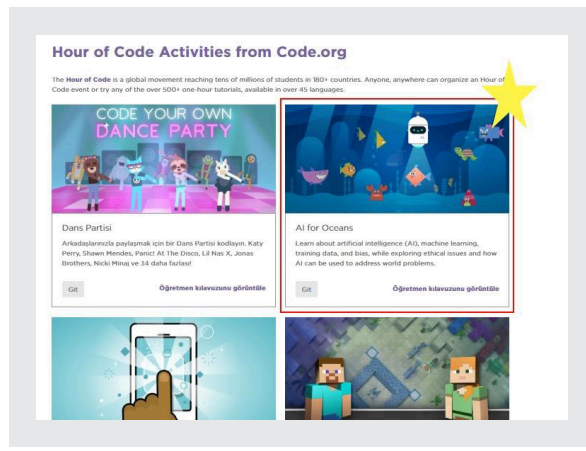 Hour of Code Activities from Code.org
The Hour of Code is a global movement reaching tens of millions of students in 180+ countries. Anyone, anywhere can organize an Hour of
Code event or try any of the over 500+ one-hour tutorials, available in over 45 languages.
CODE YOUR OWN
DANCE PARTY
Dans Partisi
Arkadaşlarınızla paylaşmak için bir Dans Partisi kodlayın. Katy
Perry, Shawn Mendes, Panic! At The Disco, Lil Nas X, Jonas
Brothers, Nicki Minaj ve 34 daha fazlası!
Git
Öğretmen kılavuzunu görüntüle
AI for Oceans
Learn about artificial intelligence (AI), machine learning,
training data, and bias, while exploring ethical issues and how
AI can be used to address world problems.
Git
Öğretmen kılavuzunu görüntüle